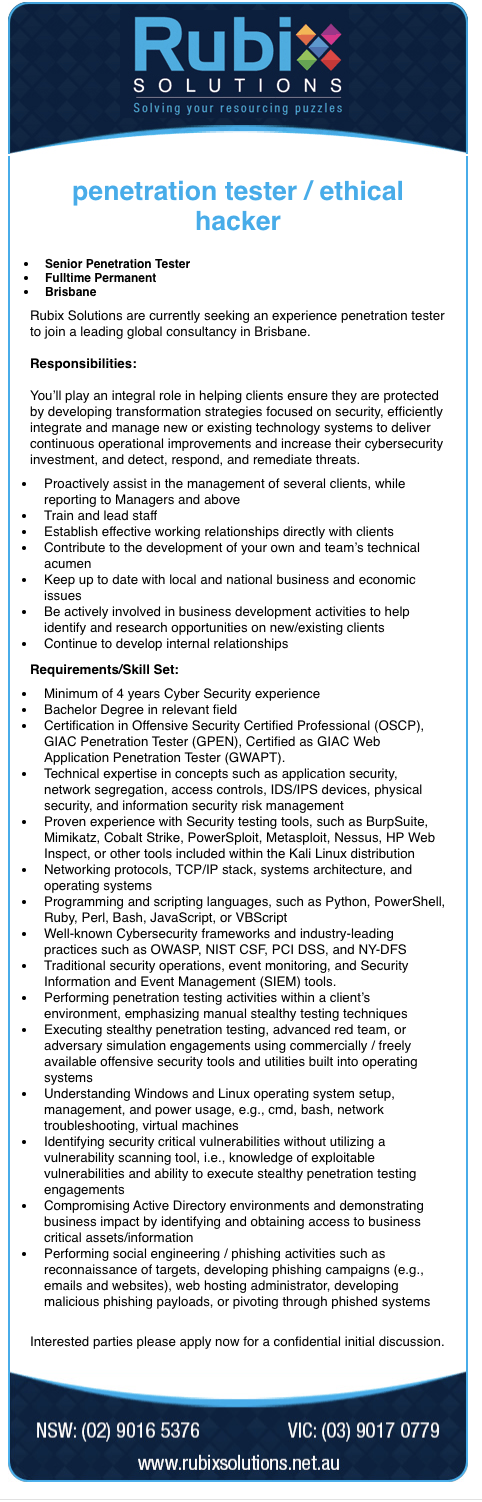 Rubix
SOLUTIONS
Solving your resourcing puzzles
penetration tester / ethical
hacker
• Senior Penetration Tester
• Fulltime Permanent
• Brisbane
Rubix Solutions are currently seeking an experience penetration tester
to join a leading global consultancy in Brisbane.
Responsibilities:
You'll play an integral role in helping clients ensure they are protected
by developing transformation strategies focused on security, efficiently
integrate and manage new or existing technology systems to deliver
continuous operational improvements and increase their cybersecurity
investment, and detect, respond, and remediate threats.
• Proactively assist in the management of several clients, while
reporting to Managers and above
• Train and lead staff
• Establish effective working relationships directly with clients
• Contribute to the development of your own and team's technical
acumen
• Keep up to date with local and national business and economic
issues
• Be actively involved in business development activities to help
identify and research opportunities on new/existing clients
• Continue to develop internal relationships
Requirements/Skill Set:
• Minimum of 4 years Cyber Security experience
• Bachelor Degree in relevant field
• Certification in Offensive Security Certified Professional (OSCP),
GIAC Penetration Tester (GPEN), Certified as GIAC Web
Application Penetration Tester (GWAPT).
• Technical expertise in concepts such as application security,
network segregation, access controls, IDS/IPS devices, physical
security, and information security risk management
• Proven experience with Security testing tools, such as BurpSuite,
Mimikatz, Cobalt Strike, PowerSploit, Metasploit, Nessus, HP Web
Inspect, or other tools included within the Kali Linux distribution
• Networking protocols, TCP/IP stack, systems architecture, and
operating systems
• Programming and scripting languages, such as Python, PowerShell,
Ruby, Perl, Bash, JavaScript, or VBScript
• Well-known Cybersecurity frameworks and industry-leading
practices such as OWASP, NIST CSF, PCI DSS, and NY-DFS
• Traditional security operations, event monitoring, and Security
Information and Event Management (SIEM) tools.
• Performing penetration testing activities within a client's
environment, emphasizing manual stealthy testing techniques
• Executing stealthy penetration testing, advanced red team, or
adversary simulation engagements using commercially / freely
available offensive security tools and utilities built into operating
systems
• Understanding Windows and Linux operating system setup,
management, and power usage, e.g., cmd, bash, network
troubleshooting, virtual machines
• Identifying security critical vulnerabilities without utilizing a
vulnerability scanning tool, i.e., knowledge of exploitable
vulnerabilities and ability to execute stealthy penetration testing
engagements
• Compromising Active Directory environments and demonstrating
business impact by identifying and obtaining access to business
critical assets/information
• Performing social engineering / phishing activities such as
reconnaissance of targets, developing phishing campaigns (e.g.,
emails and websites), web hosting administrator, developing
malicious phishing payloads, or pivoting through phished systems
Interested parties please apply now for a confidential initial discussion.
NSW: (02) 9016 5376 VIC: (03) 9017 0779
www.rubixsolutions.net.au